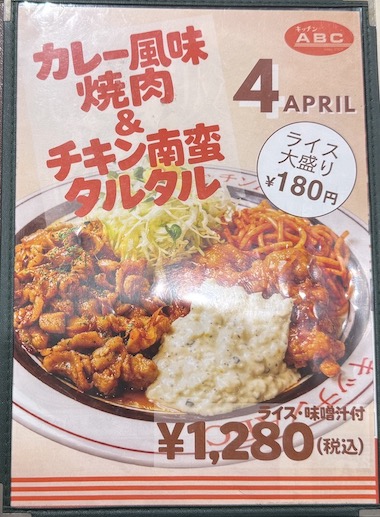 キッチン
ABC
カレー風味
焼肉
&
チキン南蛮
タルタル
4 APRIL
ライス
大盛り
¥180円
ライス・味噌汁付
¥1,280(税込)